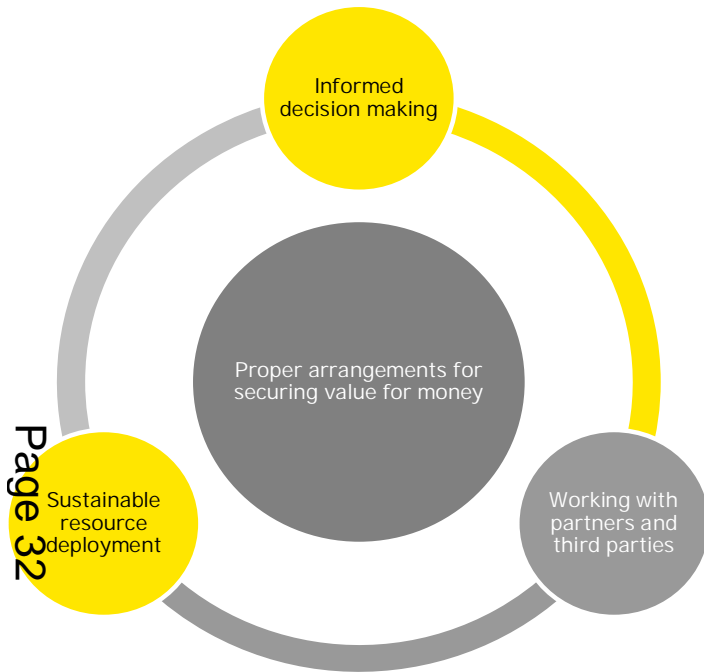 Informed
decision making
Proper arrangements for
securing value for money
Page 32
Sustainable
resource
deployment
Working with
partners and
third parties